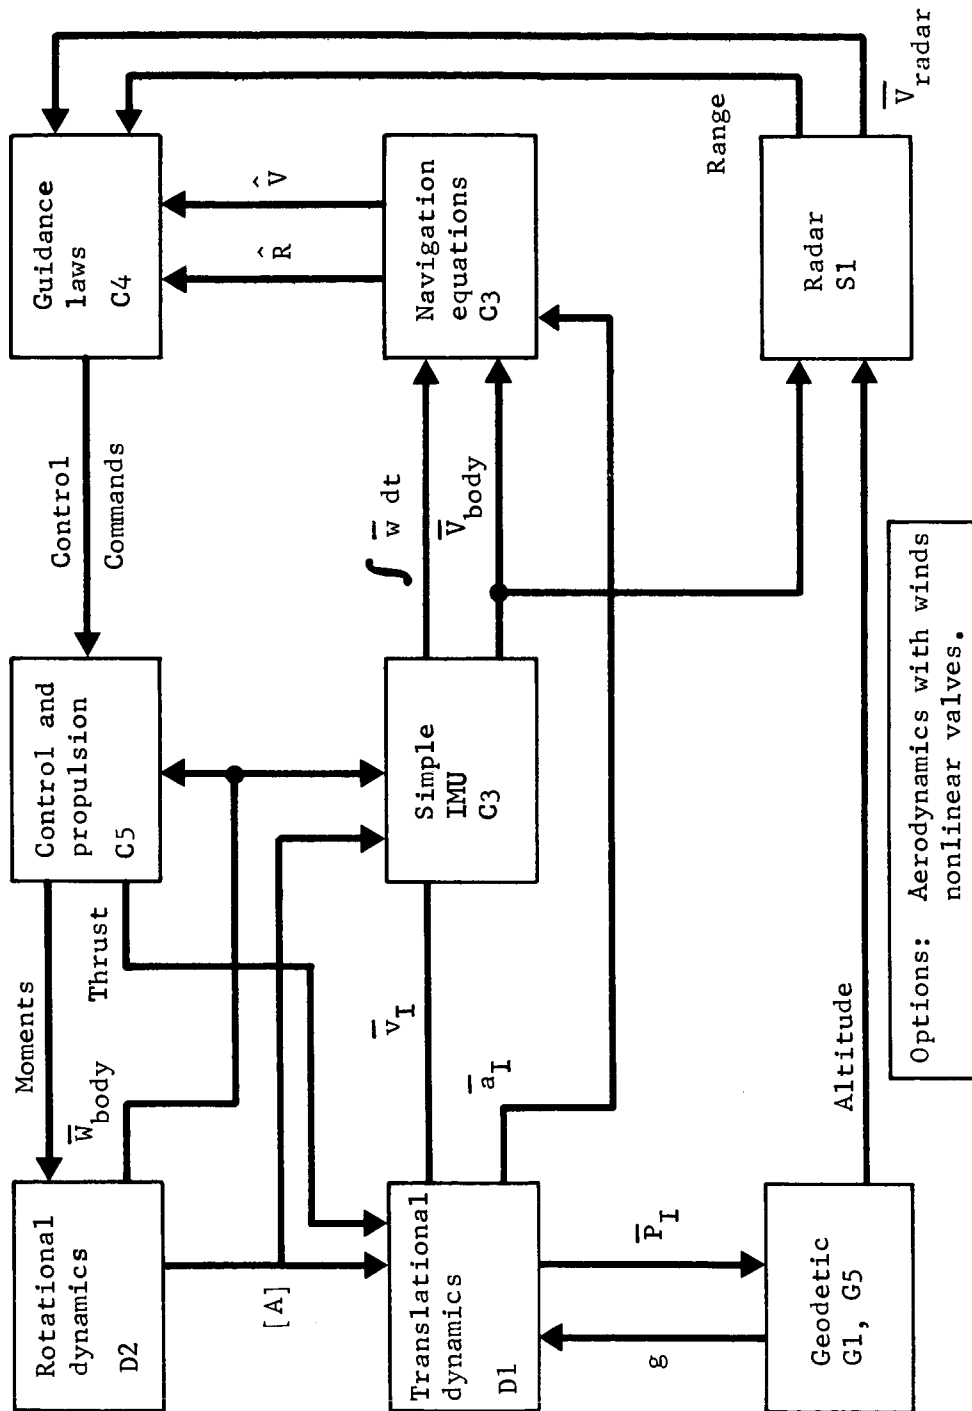 Rotational
dynamics
D2
Moments
W̅body
Thrust
Control and
propulsion
C5
Control
Commands
Guidance
laws
C4
[A]
Translational
dynamics
D1
v̅I
a̅I
Simple
IMU
C3
∫ w̅ dt
V̅body
Navigation
equations
C3
R̂
V̂
g
P̅I
Geodetic
G1, G5
Altitude
Radar
S1
Range
V̅radar
Options: Aerodynamics with winds
nonlinear valves.